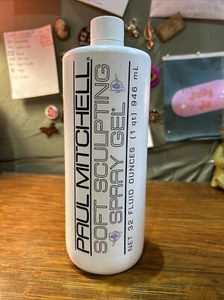 PAUL MITCHELL®
SOFT SCULPTING
SPRAY GEL®
NET 32 FLUID OUNCES (1 qt) 946 mL